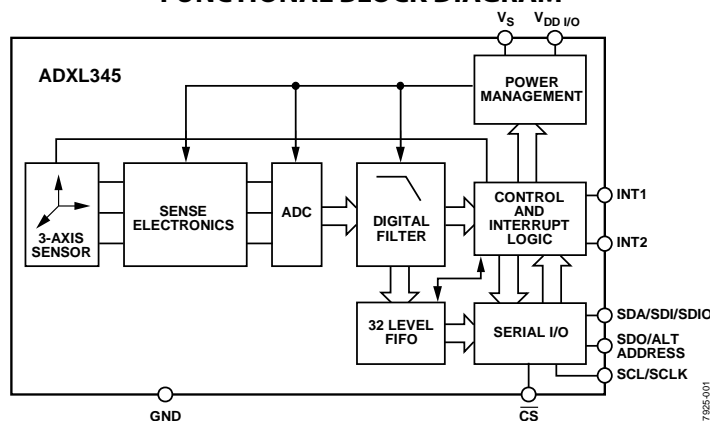 FUNCTIONAL BLOCK DIAGRAM
VS
VDD I/O
ADXL345
POWER
MANAGEMENT
3-AXIS
SENSOR
SENSE
ELECTRONICS
ADC
DIGITAL
FILTER
CONTROL
AND
INTERRUPT
LOGIC
INT1
INT2
32 LEVEL
FIFO
SERIAL I/O
SDA/SDI/SDIO
SDO/ALT
ADDRESS
SCL/SCLK
GND
CS
7925-001